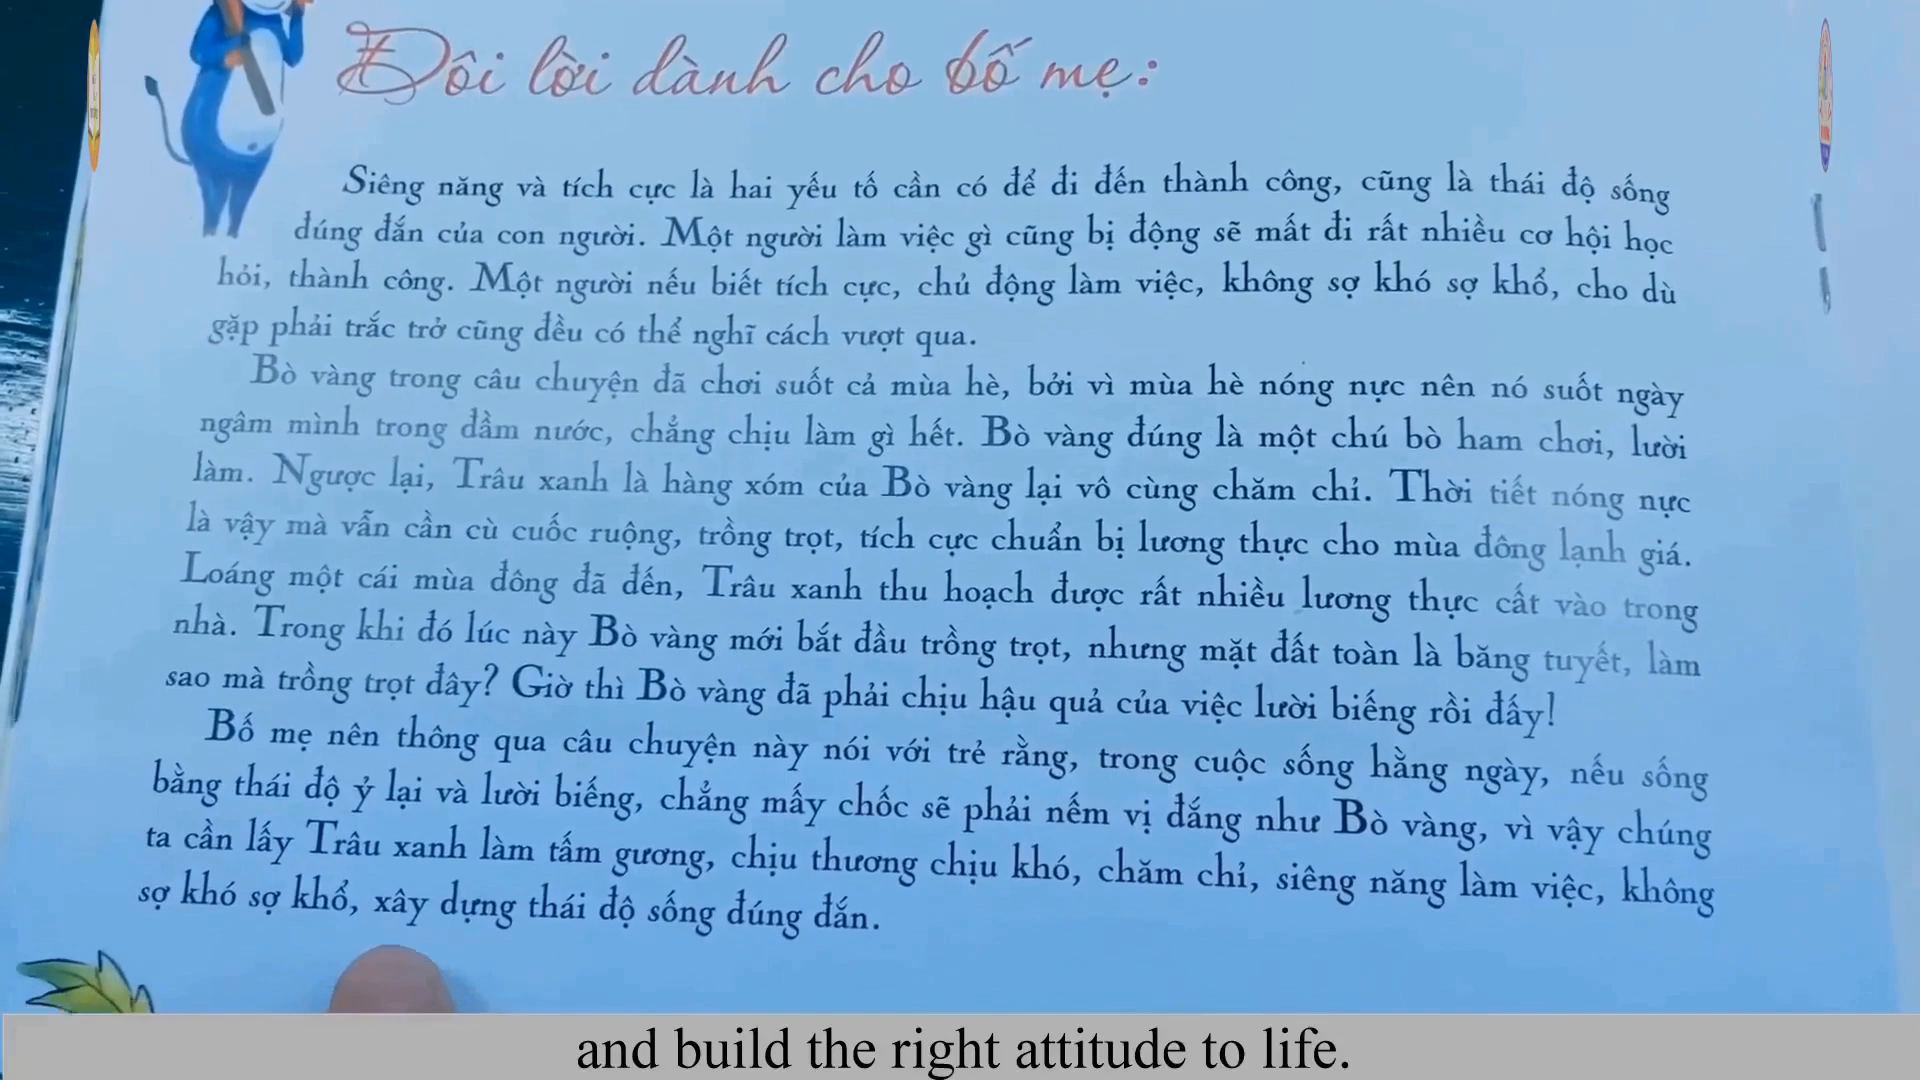 Đôi lời dành cho bố mẹ:
Siêng năng và tích cực là hai yếu tố cần có để đi đến thành công, cũng là thái độ sống
đúng đắn của con người. Một người làm việc gì cũng bị động sẽ mất đi rất nhiều cơ hội học
hỏi, thành công. Một người nếu biết tích cực, chủ động làm việc, không sợ khó sợ khổ, cho dù
gặp phải trắc trở cũng đều có thể nghĩ cách vượt qua.
Bò vàng trong câu chuyện đã chơi suốt cả mùa hè, bởi vì mùa hè nóng nực nên nó suốt ngày
ngâm mình trong đầm nước, chẳng chịu làm gì hết. Bò vàng đúng là một chú bò ham chơi, lười
làm. Ngược lại, Trâu xanh là hàng xóm của Bò vàng lại vô cùng chăm chỉ. Thời tiết nóng nực
là vậy mà vẫn cần cù cuốc ruộng, trồng trọt, tích cực chuẩn bị lương thực cho mùa đông lạnh giá.
Loáng một cái mùa đông đã đến, Trâu xanh thu hoạch được rất nhiều lương thực cất vào trong
nhà. Trong khi đó lúc này Bò vàng mới bắt đầu trồng trọt, nhưng mặt đất toàn là băng tuyết, làm
sao mà trồng trọt đây? Giờ thì Bò vàng đã phải chịu hậu quả của việc lười biếng rồi đấy!
Bố mẹ nên thông qua câu chuyện này nói với trẻ rằng, trong cuộc sống hằng ngày, nếu sống
bằng thái độ ỷ lại và lười biếng, chẳng mấy chốc sẽ phải nếm vị đắng như Bò vàng, vì vậy chúng
ta cần lấy Trâu xanh làm tấm gương, chịu thương chịu khó, chăm chỉ, siêng năng làm việc, không
sợ khó sợ khổ, xây dựng thái độ sống đúng đắn.
and build the right attitude to life.